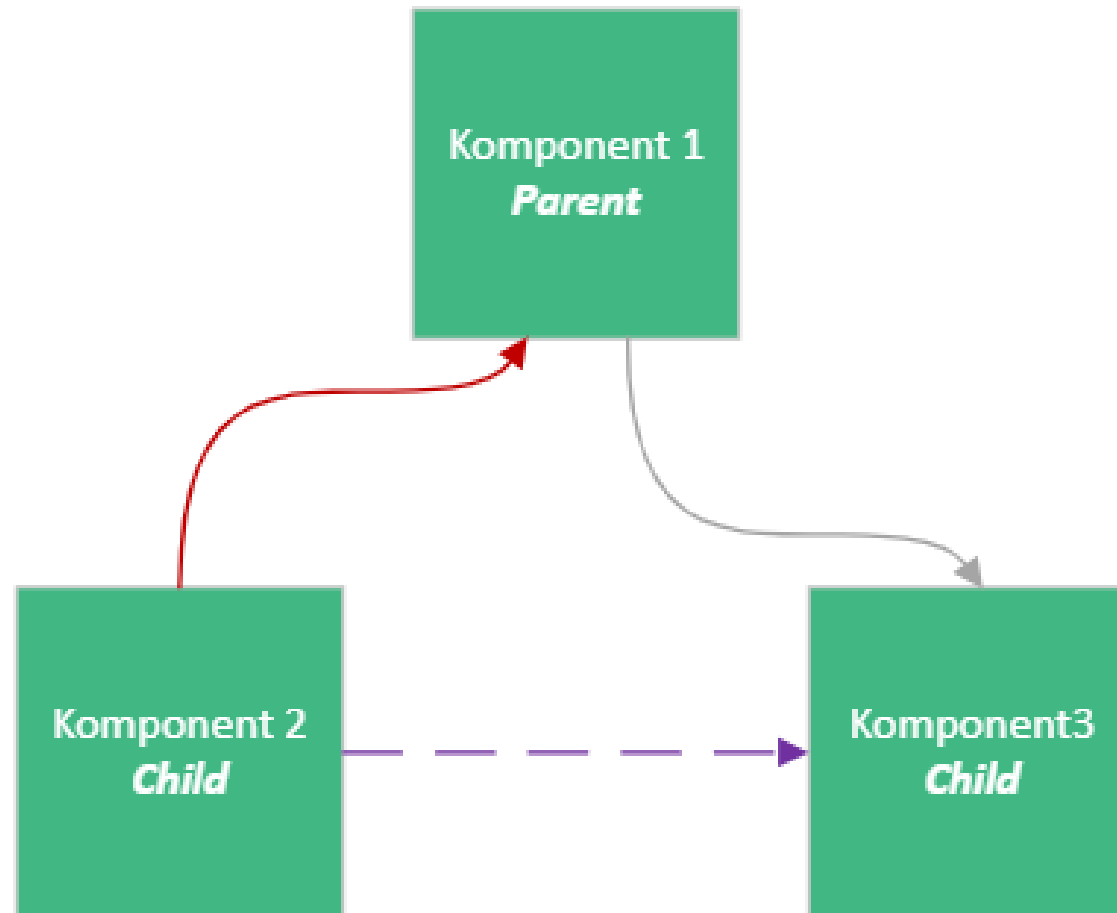 Komponent 1
Parent
Komponent 2
Child
Komponent3
Child